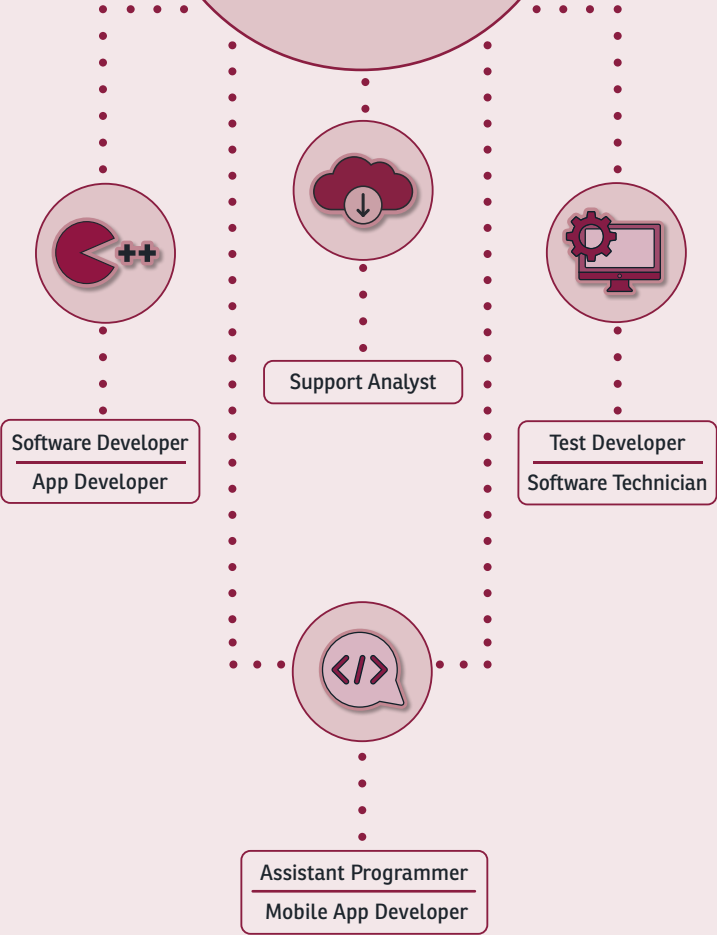 ++
Support Analyst
Software Developer
App Developer
Test Developer
Software Technician
</>
Assistant Programmer
Mobile App Developer